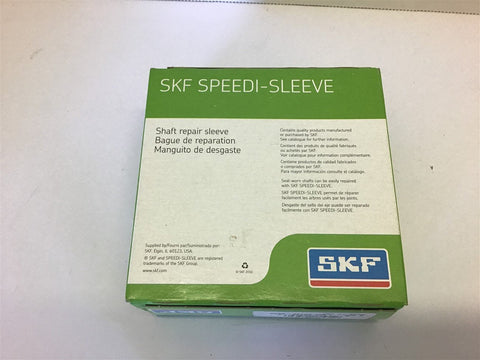 SKF SPEEDI-SLEEVE
Shaft repair sleeve
Bague de reparation
Manguito de desgaste
Contains quality products manufactured
or purchased by SKF.
See catalogue for further information.
Contient des produits de qualité fabriqués
ou achetés par SKF.
Voir catalogue pour information complémentaire.
Contiene productos de calidad fabricados
o comprados por SKF.
Para mayor información consulte el catálogo.
Seal-worn shafts can be easily repaired
with SKF SPEEDI-SLEEVE.
SKF SPEEDI-SLEEVE permet de réparer
facilement les arbres usés par les joints.
Desgaste del sello del eje puede ser reparado
facilmente con SKF SPEEDI-SLEEVE.
Supplied by/Fourni par/Suministrado por:
SKF, Elgin, IL 60123, USA.
® SKF and SPEEDI-SLEEVE are registered
trademarks of the SKF Group.
www.skf.com
© SKF
SKF
SKF